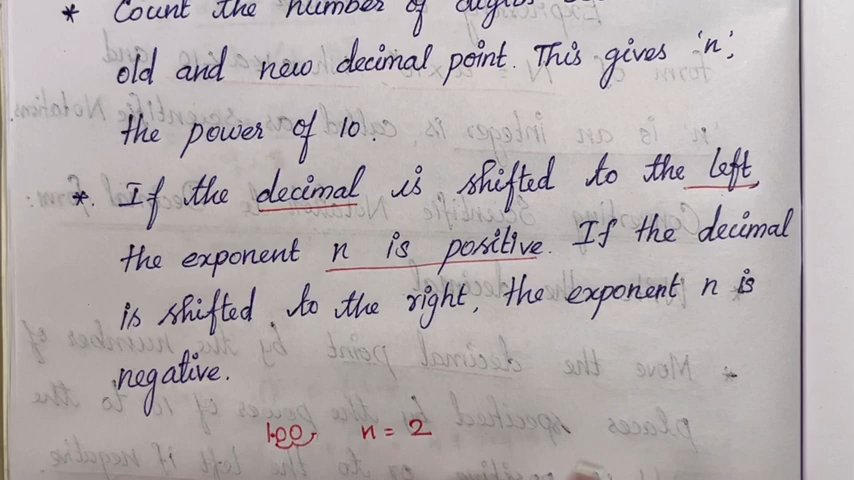 * Count the number of digits
old and new decimal point. This gives 'n',
the power of 10.
*. If the decimal is shifted to the left,
the exponent n is positive. If the decimal
is shifted to the right, the exponent n is
negative.
100. n = 2